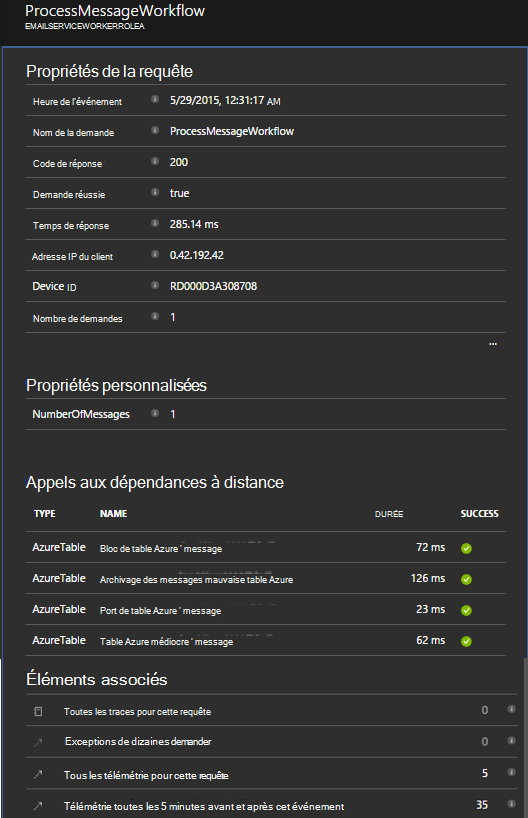 ProcessMessageWorkflow
EMAILSERVICEWORKERROLEA
Propriétés de la requête
Heure de l'événement 5/29/2015, 12:31:17 AM
Nom de la demande ProcessMessageWorkflow
Code de réponse 200
Demande réussie true
Temps de réponse 285.14 ms
Adresse IP du client 0.42.192.42
Device ID RD000D3A308708
Nombre de demandes 1
...
Propriétés personnalisées
NumberOfMessages 1
Appels aux dépendances à distance
TYPE NAME DURÉE SUCCESS
AzureTable Bloc de table Azure ' message 72 ms
AzureTable Archivage des messages mauvaise table Azure 126 ms
AzureTable Port de table Azure ' message 23 ms
AzureTable Table Azure médiocre ' message 62 ms
Éléments associés
Toutes les traces pour cette requête 0
Exceptions de dizaines demander 0
Tous les télémétrie pour cette requête 5
Télémétrie toutes les 5 minutes avant et après cet événement 35